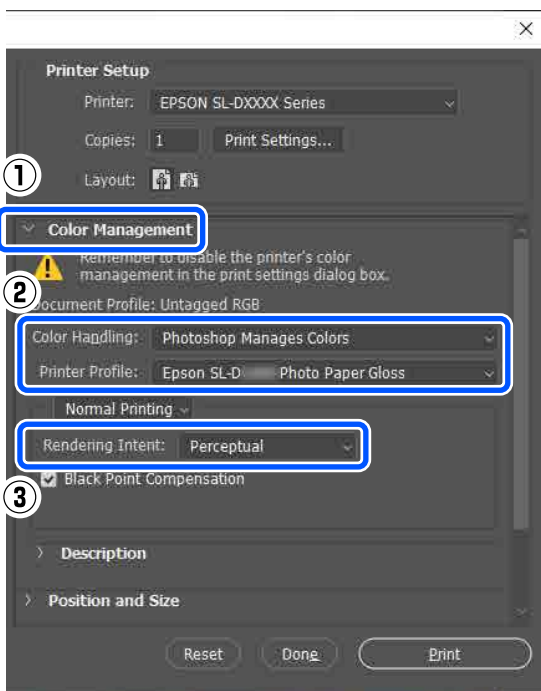 Printer Setup
Printer: EPSON SL-DXXXX Series
Copies: 1 Print Settings...
1
Layout:
Color Management
Remember to disable the printer's color
management in the print settings dialog box.
2
Document Profile: Untagged RGB
Color Handling: Photoshop Manages Colors
Printer Profile: Epson SL-D Photo Paper Gloss
Normal Printing
Rendering Intent: Perceptual
Black Point Compensation
3
Description
Position and Size
Reset Done Print